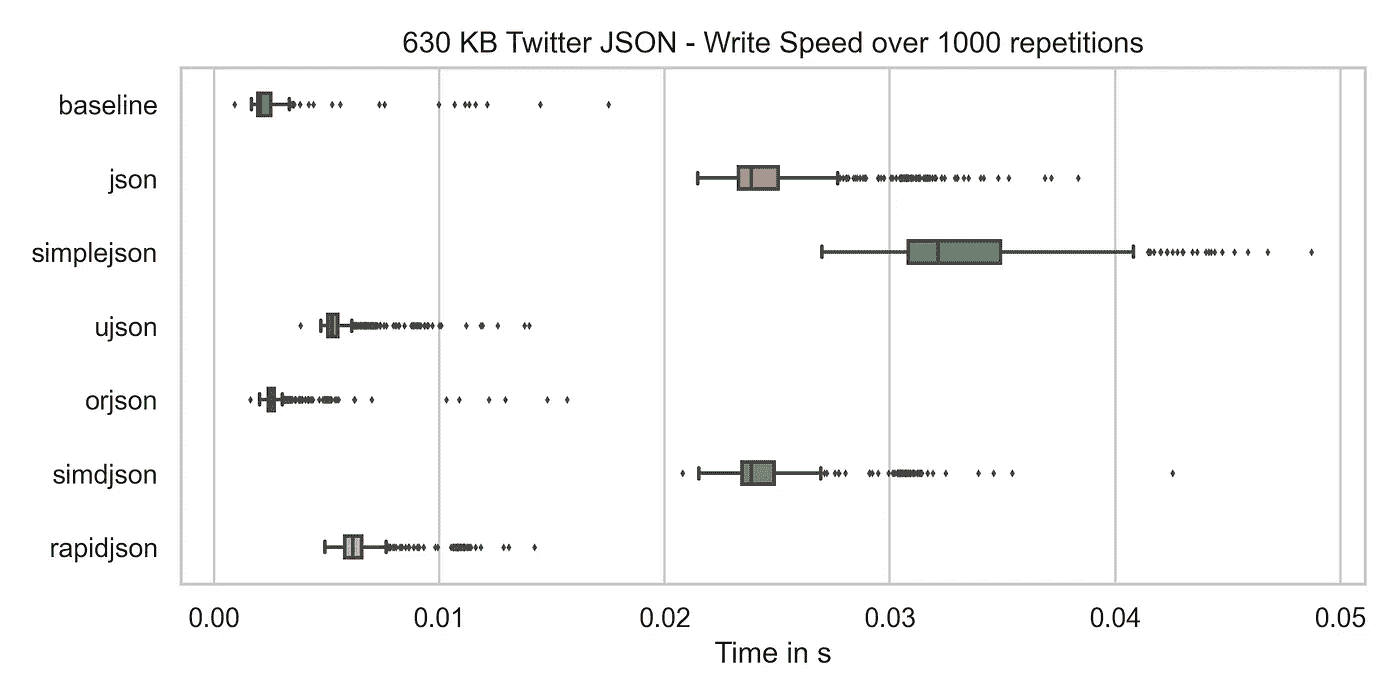 630 KB Twitter JSON - Write Speed over 1000 repetitions
baseline
json
simplejson
ujson
orjson
simdjson
rapidjson
0.00 0.01 0.02 0.03 0.04 0.05
Time in s